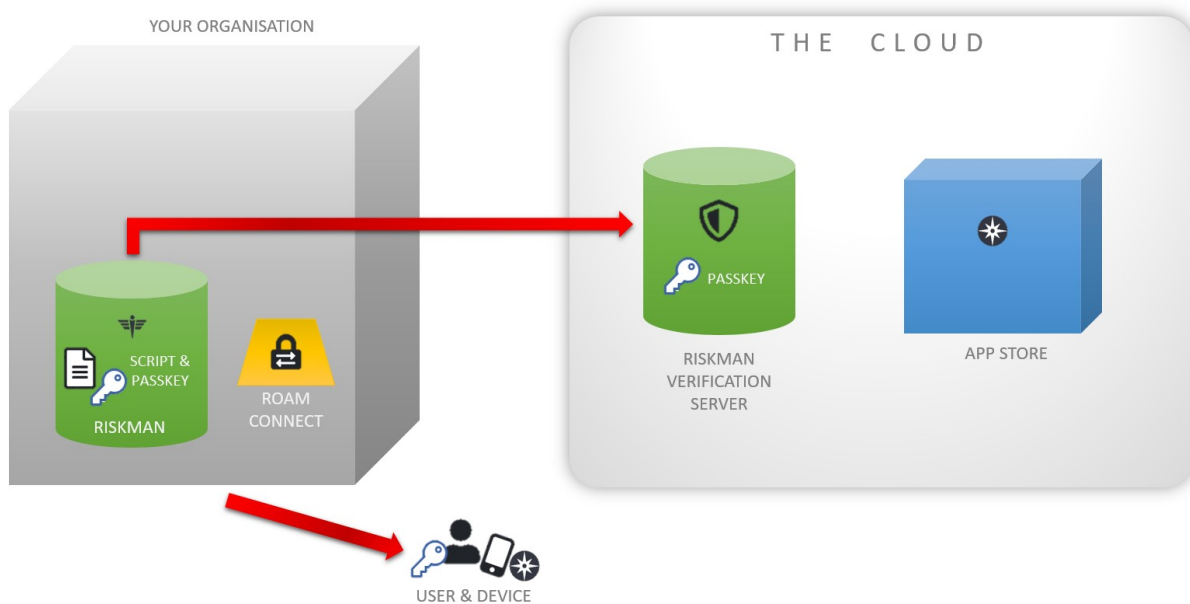 YOUR ORGANISATION
THE CLOUD
SCRIPT &
PASSKEY
RISKMAN
ROAM
CONNECT
PASSKEY
RISKMAN
VERIFICATION
SERVER
APP STORE
USER & DEVICE